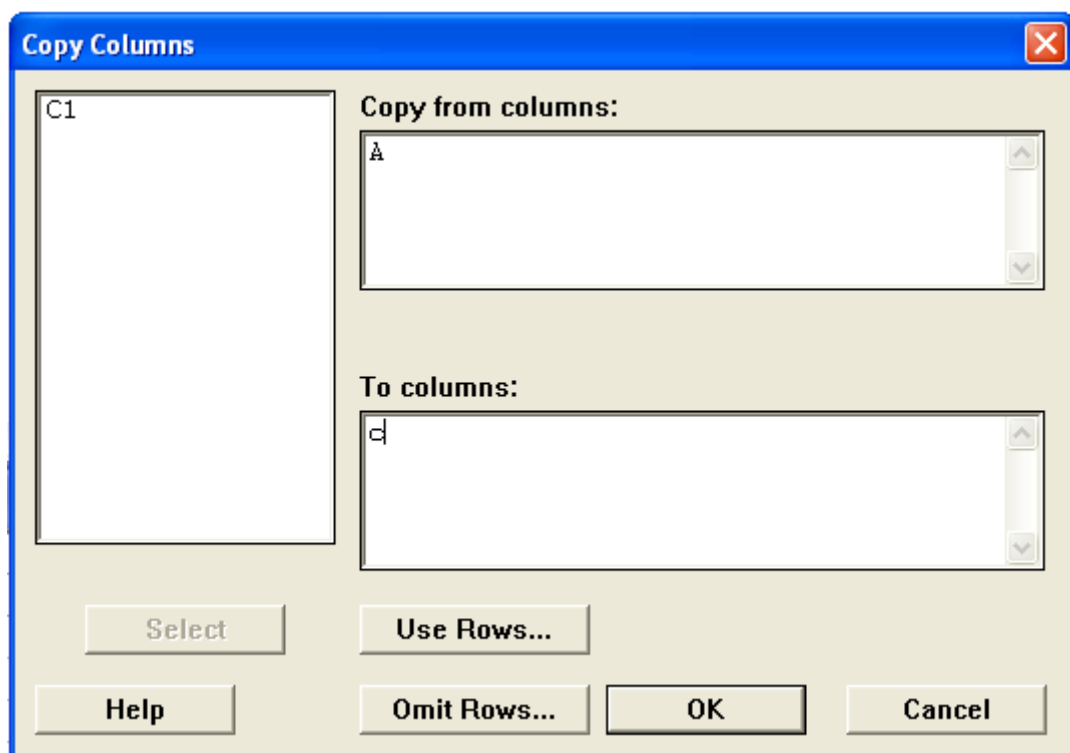 Copy Columns
C1
Copy from columns:
A
To columns:
c
Select
Use Rows...
Help
Omit Rows...
OK
Cancel